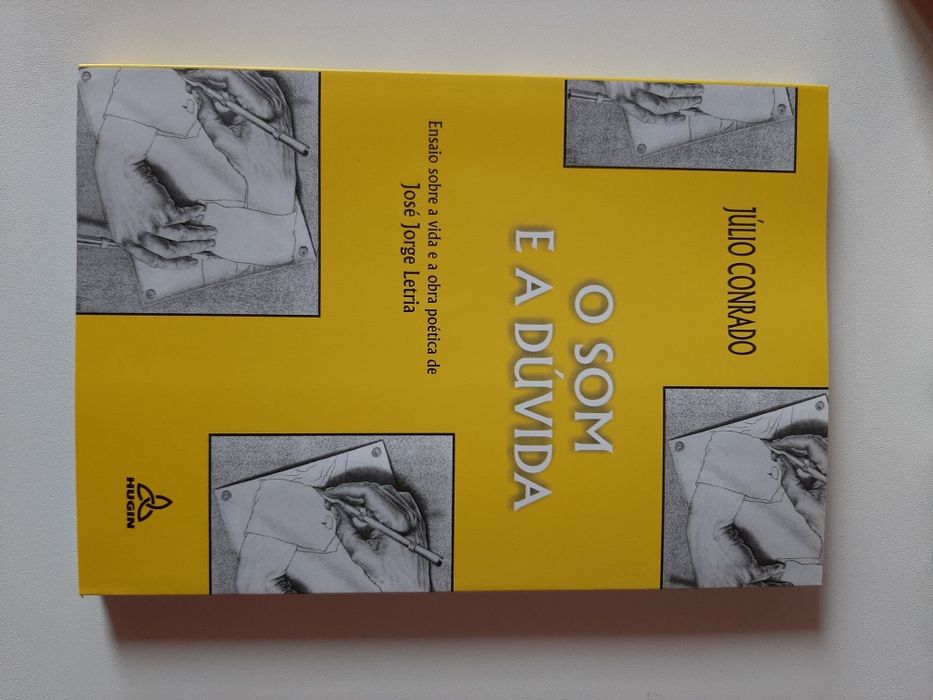 JÚLIO CONRADO
O SOM
E A DÚVIDA
Ensaio sobre a vida e a obra poética de
José Jorge Letria
HUGIN